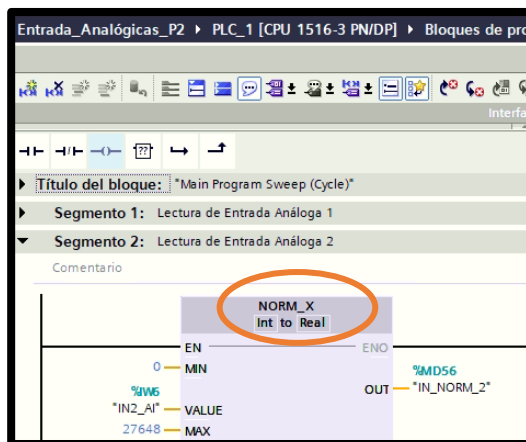 Entrada_Analógicas_P2 ▸ PLC_1 [CPU 1516-3 PN/DP] ▸ Bloques de pro
Interfa
??
Título del bloque: "Main Program Sweep (Cycle)"
Segmento 1: Lectura de Entrada Análoga 1
Segmento 2: Lectura de Entrada Análoga 2
Comentario
NORM_X
Int to Real
EN ENO
0 MIN
%MD56
OUT "IN_NORM_2"
%IW6
"IN2_AI" VALUE
27648 MAX